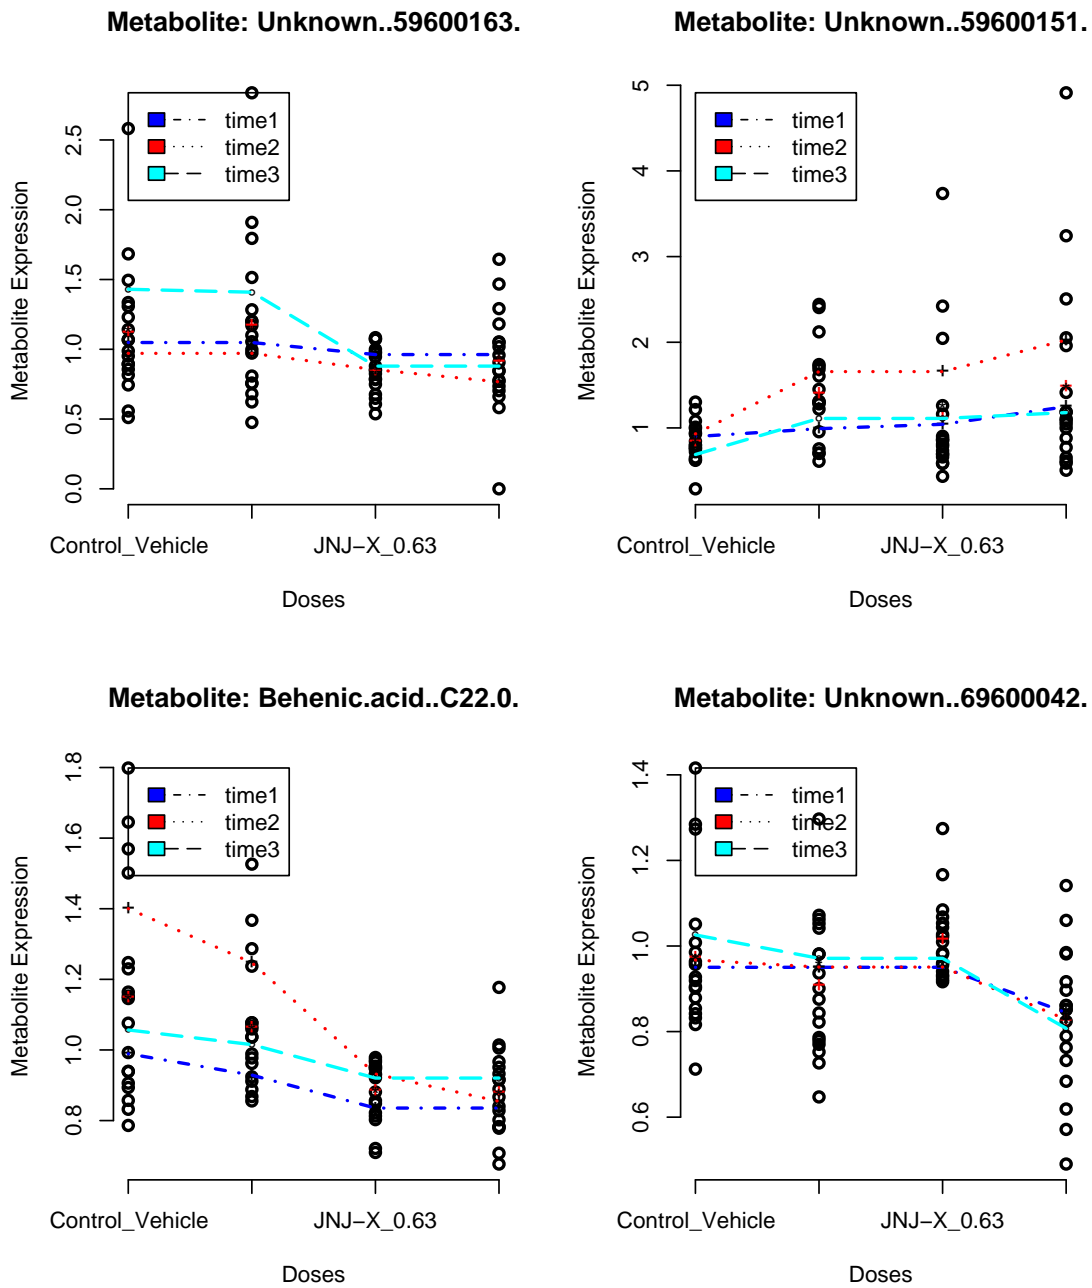 Metabolite: Unknown..59600163.
time1
time2
time3
Metabolite Expression
0.0
0.5
1.0
1.5
2.0
2.5
Control_Vehicle
JNJ−X_0.63
Doses
Metabolite: Unknown..59600151.
time1
time2
time3
Metabolite Expression
1
2
3
4
5
Control_Vehicle
JNJ−X_0.63
Doses
Metabolite: Behenic.acid..C22.0.
time1
time2
time3
Metabolite Expression
0.8
1.0
1.2
1.4
1.6
1.8
Control_Vehicle
JNJ−X_0.63
Doses
Metabolite: Unknown..69600042.
time1
time2
time3
Metabolite Expression
0.6
0.8
1.0
1.2
1.4
Control_Vehicle
JNJ−X_0.63
Doses